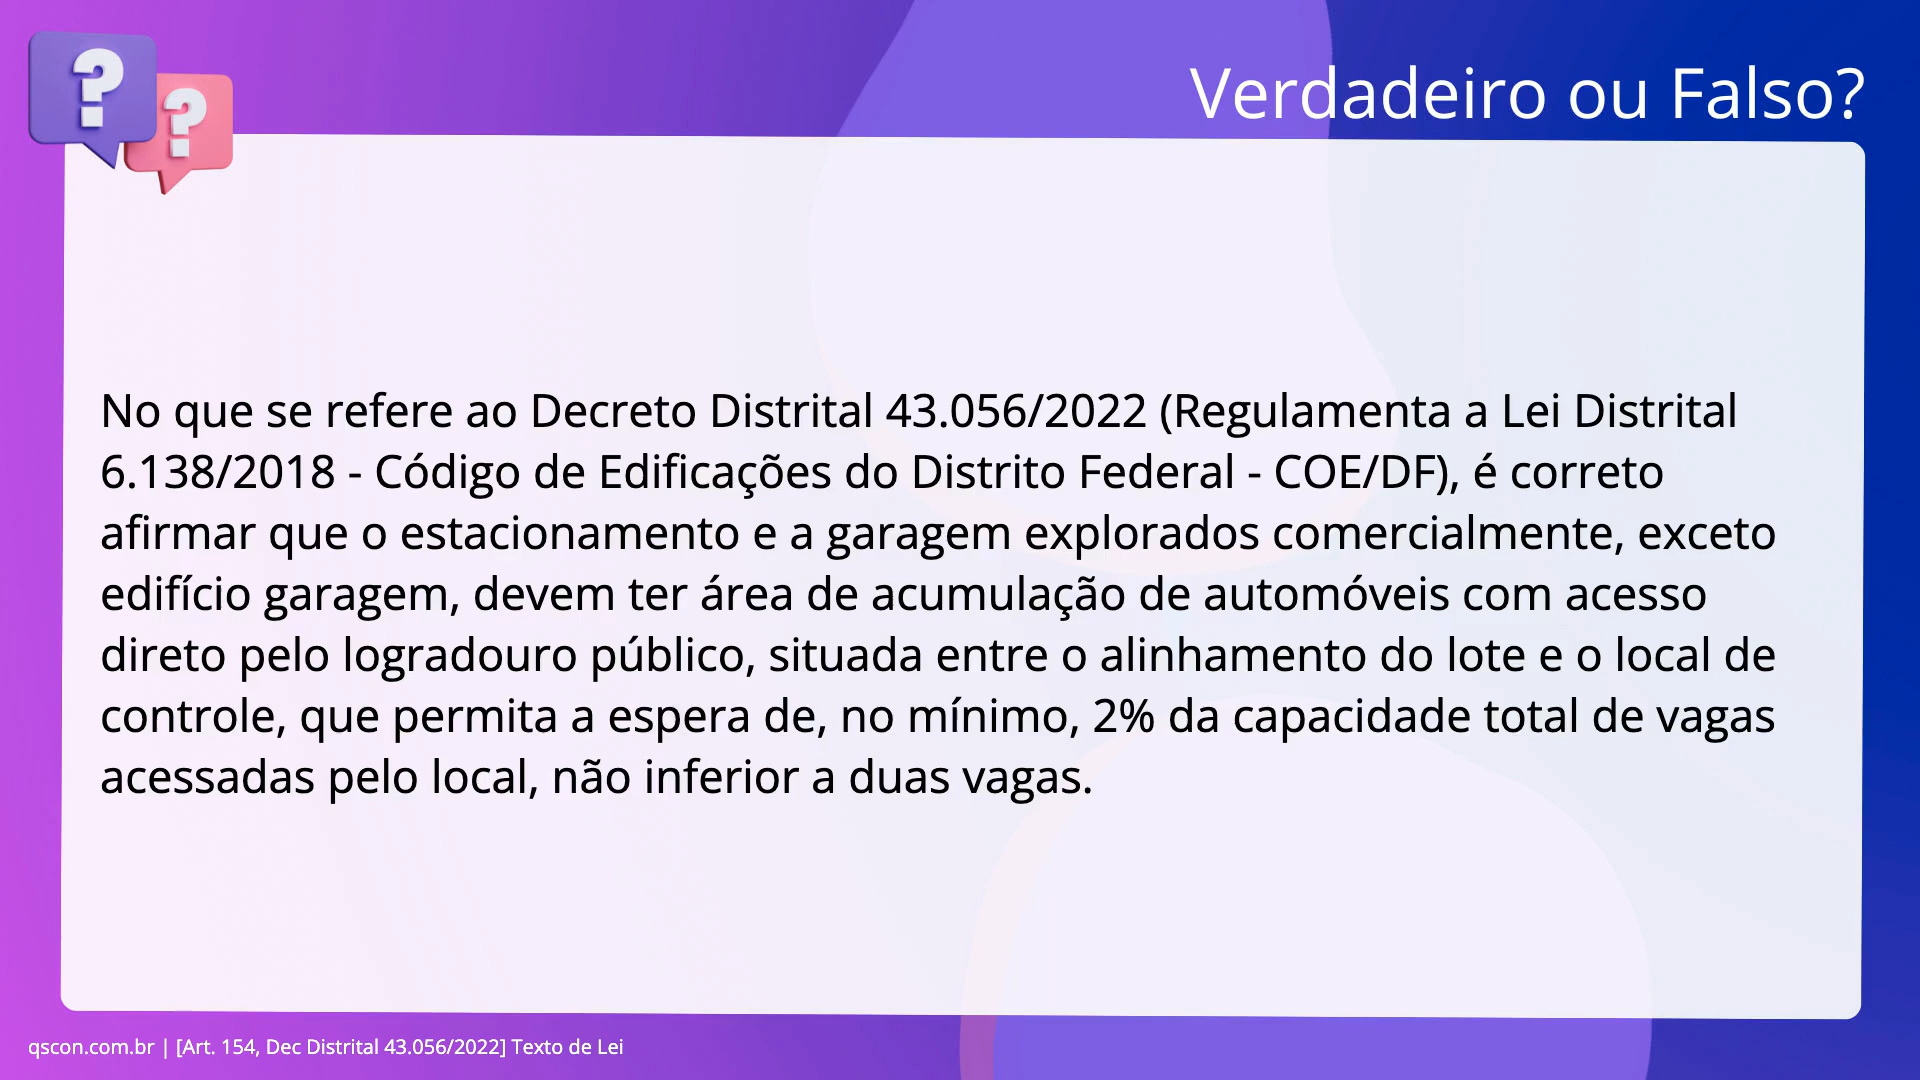 Verdadeiro ou Falso?
No que se refere ao Decreto Distrital 43.056/2022 (Regulamenta a Lei Distrital
6.138/2018 - Código de Edificações do Distrito Federal - COE/DF), é correto
afirmar que o estacionamento e a garagem explorados comercialmente, exceto
edifício garagem, devem ter área de acumulação de automóveis com acesso
direto pelo logradouro público, situada entre o alinhamento do lote e o local de
controle, que permita a espera de, no mínimo, 2% da capacidade total de vagas
acessadas pelo local, não inferior a duas vagas.
qscon.com.br | [Art. 154, Dec Distrital 43.056/2022] Texto de Lei